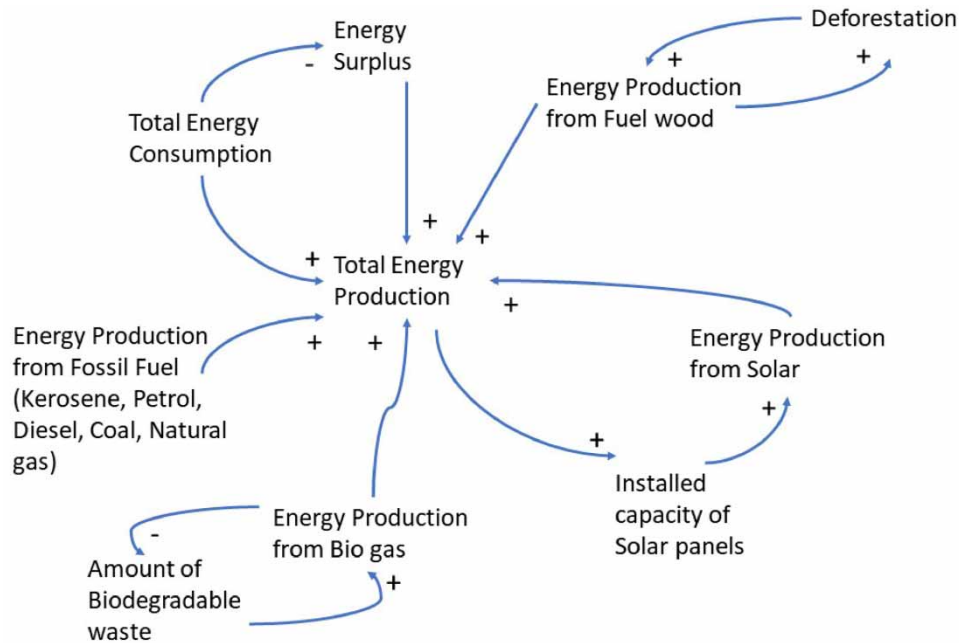 Energy
Surplus
-
Deforestation
+
+
Energy Production
from Fuel wood
Total Energy
Consumption
+
+
+
Total Energy
Production
+
Energy Production
from Fossil Fuel
(Kerosene, Petrol,
Diesel, Coal, Natural
gas)
+
+
Energy Production
from Solar
+
+
Installed
capacity of
Solar panels
Energy Production
from Bio gas
-
+
Amount of
Biodegradable
waste